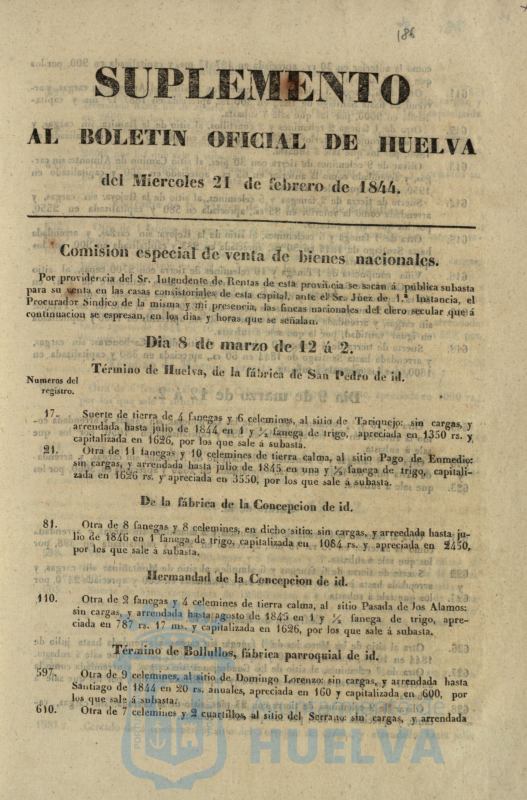 186
SUPLEMENTO
AL BOLETIN OFICIAL DE HUELVA
del Miercoles 21 de febrero de 1844.
Comision especial de venta de bienes nacionales.
Por providencia del Sr. Intendente de Rentas de esta provincia se sacan á pública subasta
para su venta en las casas consistoriales de esta capital, ante el Sr. Juez de 1.ª Instancia, el
Procurador Sindico de la misma y mi presencia, las fincas nacionales del clero secular que á
continuacion se espresan, en los dias y horas que se señalan.
Dia 8 de marzo de 12 á 2.
Término de Huelva, de la fábrica de San Pedro de id.
Numeros del
registro.
17. Suerte de tierra de 4 fanegas y 6 celemines, al sitio de Tariquejo: sin cargas, y
arrendada hasta julio de 1844 en 1 y ½ fanega de trigo, apreciada en 1350 rs. y
capitalizada en 1626, por los que sale á subasta.
21. Otra de 11 fanegas y 10 celemines de tierra calma, al sitio Pago de Enmedio:
sin cargas, y arrendada hasta julio de 1845 en una y ½ fanega de trigo, capitali-
zada en 1626 rs. y apreciada en 3550, por los que sale á subasta.
De la fábrica de la Concepcion de id.
81. Otra de 8 fanegas y 8 celemines, en dicho sitio: sin cargas, y arreedada hasta ju-
lio de 1846 en 1 fanega de trigo, capitalizada en 1084 rs. y apreciada en 2450,
por los que sale á subasta.
Hermandad de la Concepcion de id.
110. Otra de 2 fanegas y 4 celemines de tierra calma, al sitio Pasada de los Alamos:
sin cargas, y arrendada hasta agosto de 1845 en 1 y ½ fanega de trigo, apre-
ciada en 787 rs. 17 ms. y capitalizada en 1626, por los que sale á subasta.
Término de Bollullos, fábrica parroquial de id.
597. Otra de 9 celemines, al sitio de Domingo Lorenzo: sin cargas, y arrendada hasta
Santiago de 1844 en 20 rs. anuales, apreciada en 160 y capitalizada en 600, por
los que sale á subasta.
610. Otra de 7 celemines y 2 cuartillos, al sitio del Serrano: sin cargas, y arrendada
HUELVA